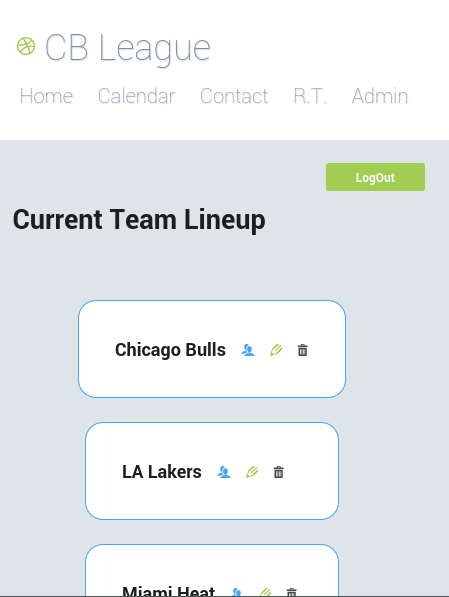 CB League
Home Calendar Contact R.T. Admin
LogOut
Current Team Lineup
Chicago Bulls
LA Lakers
Miami Heat